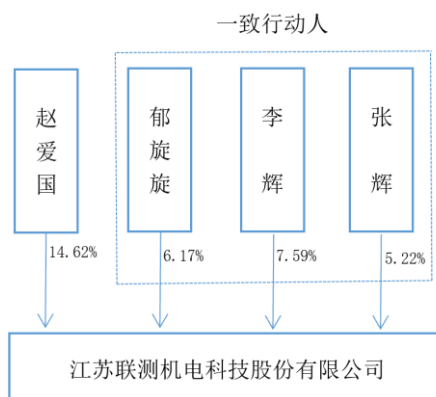 一致行动人
赵爱国
郁旋旋
李辉
张辉
14.62%
6.17%
7.59%
5.22%
江苏联测机电科技股份有限公司